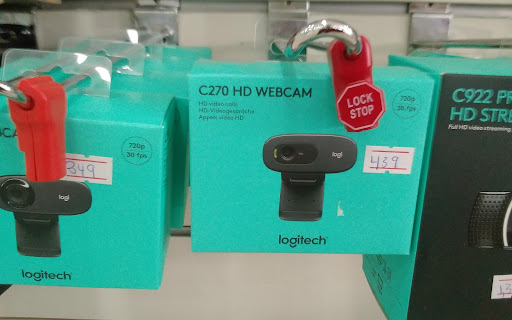 720p
30 fps
349
logi
logitech
C270 HD WEBCAM
HD video calls
HD-Videogespräche
Appels vidéo HD
LOCK
STOP
720p
30 fps
logi
439
logitech
C922 PR
HD STRE
Full HD video streaming